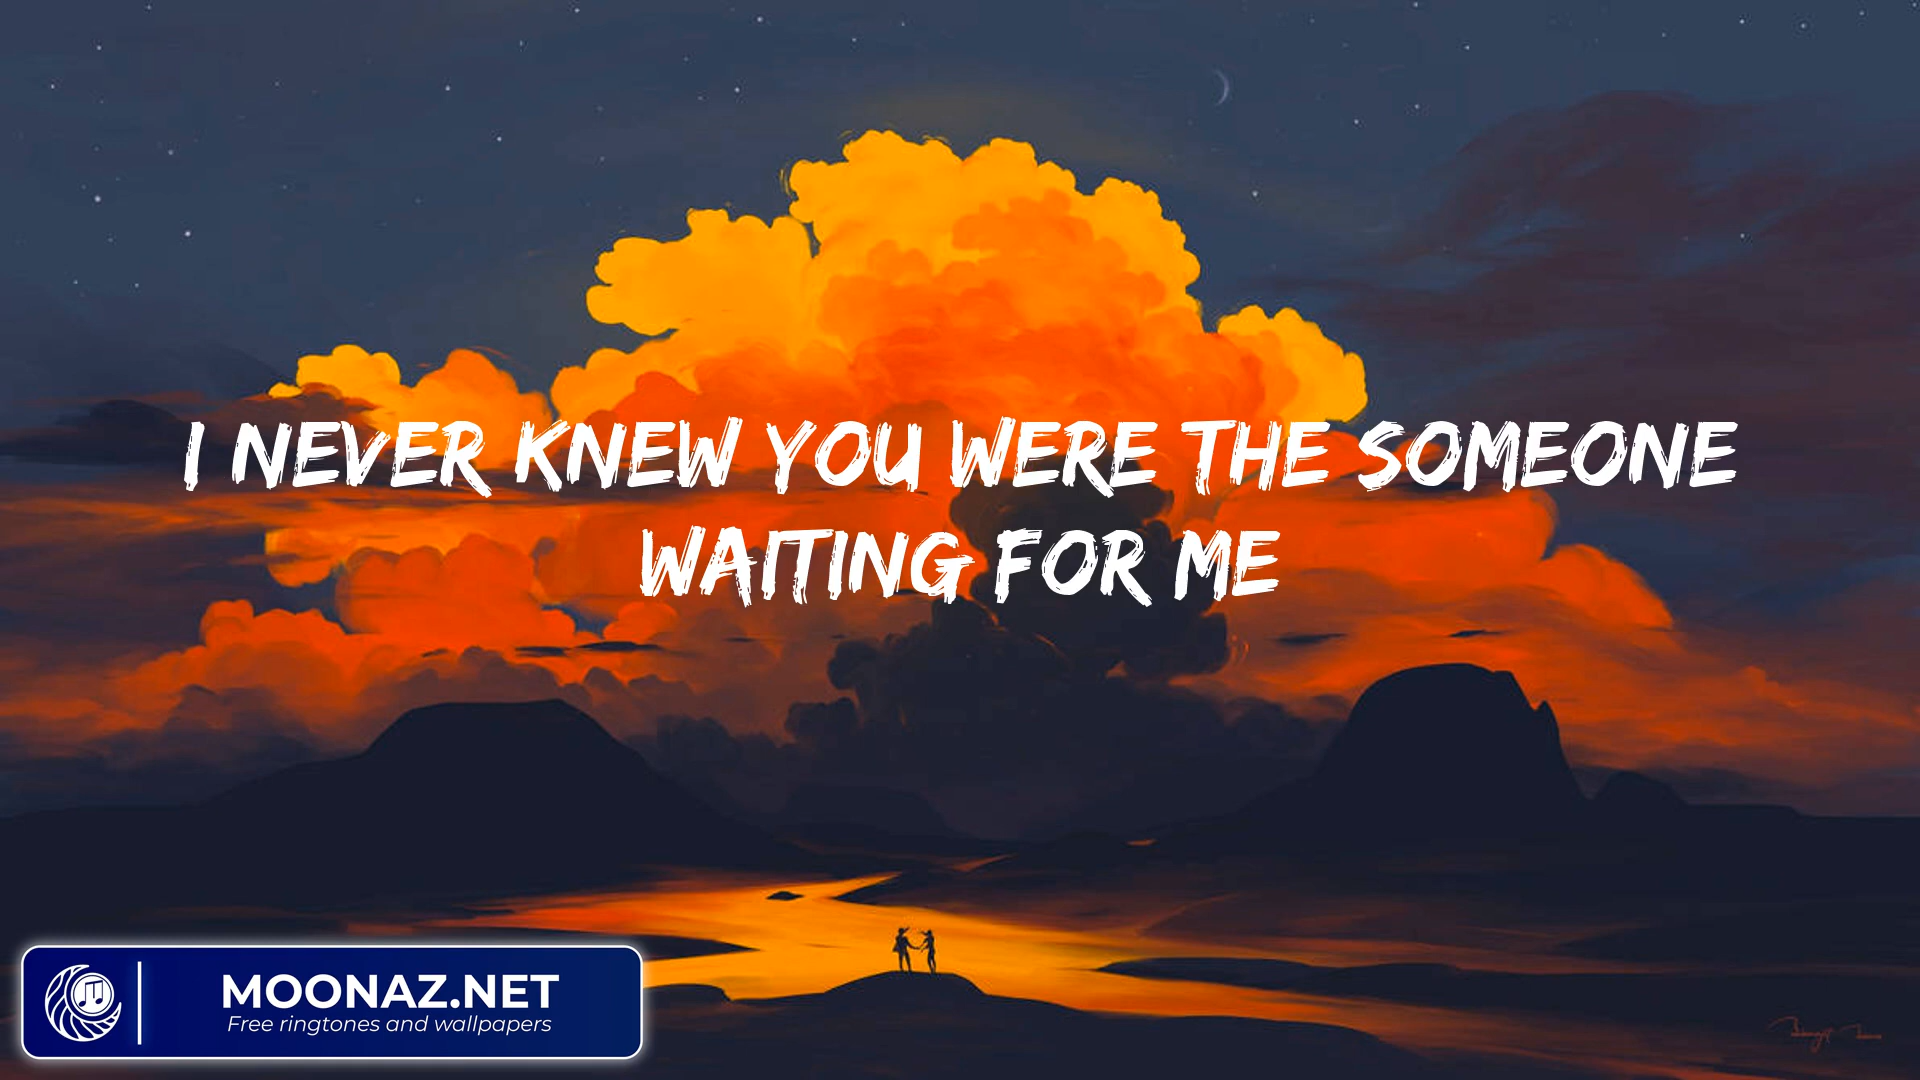 I NEVER KNEW YOU WERE THE SOMEONE
WAITING FOR ME
MOONAZ.NET
Free ringtones and wallpapers